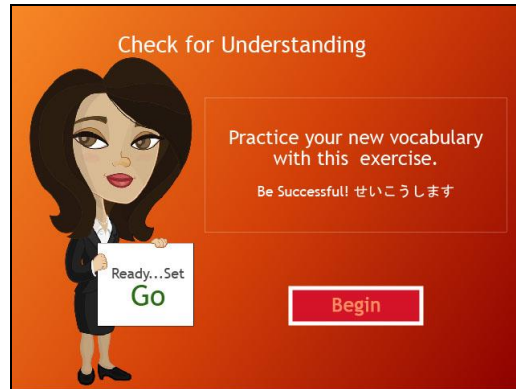 Check for Understanding
Practice your new vocabulary
with this exercise.
Be Successful! せいこうします
Ready...Set
Go
Begin